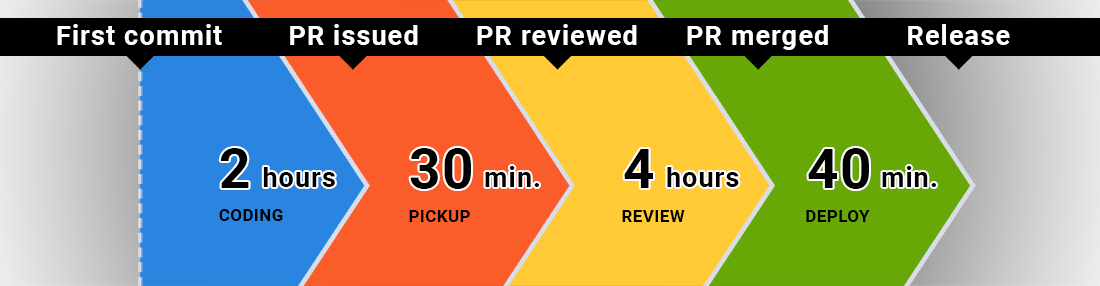 First commit PR issued PR reviewed PR merged Release
2 hours 30 min. 4 hours 40 min.
CODING PICKUP REVIEW DEPLOY